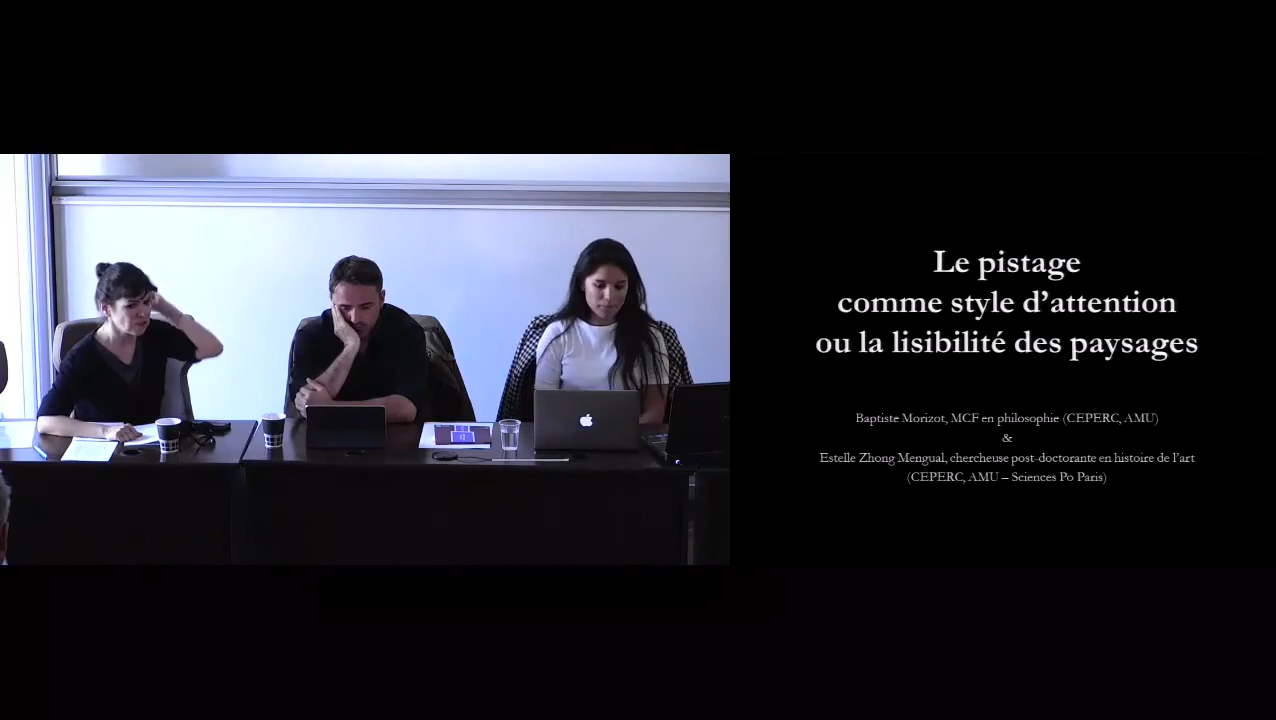 Le pistage
comme style d'attention
ou la lisibilité des paysages
Baptiste Morizot, MCF en philosophie (CEPERC, AMU)
&
Estelle Zhong Mengual, chercheuse post-doctorante en histoire de l'art
(CEPERC, AMU – Sciences Po Paris)